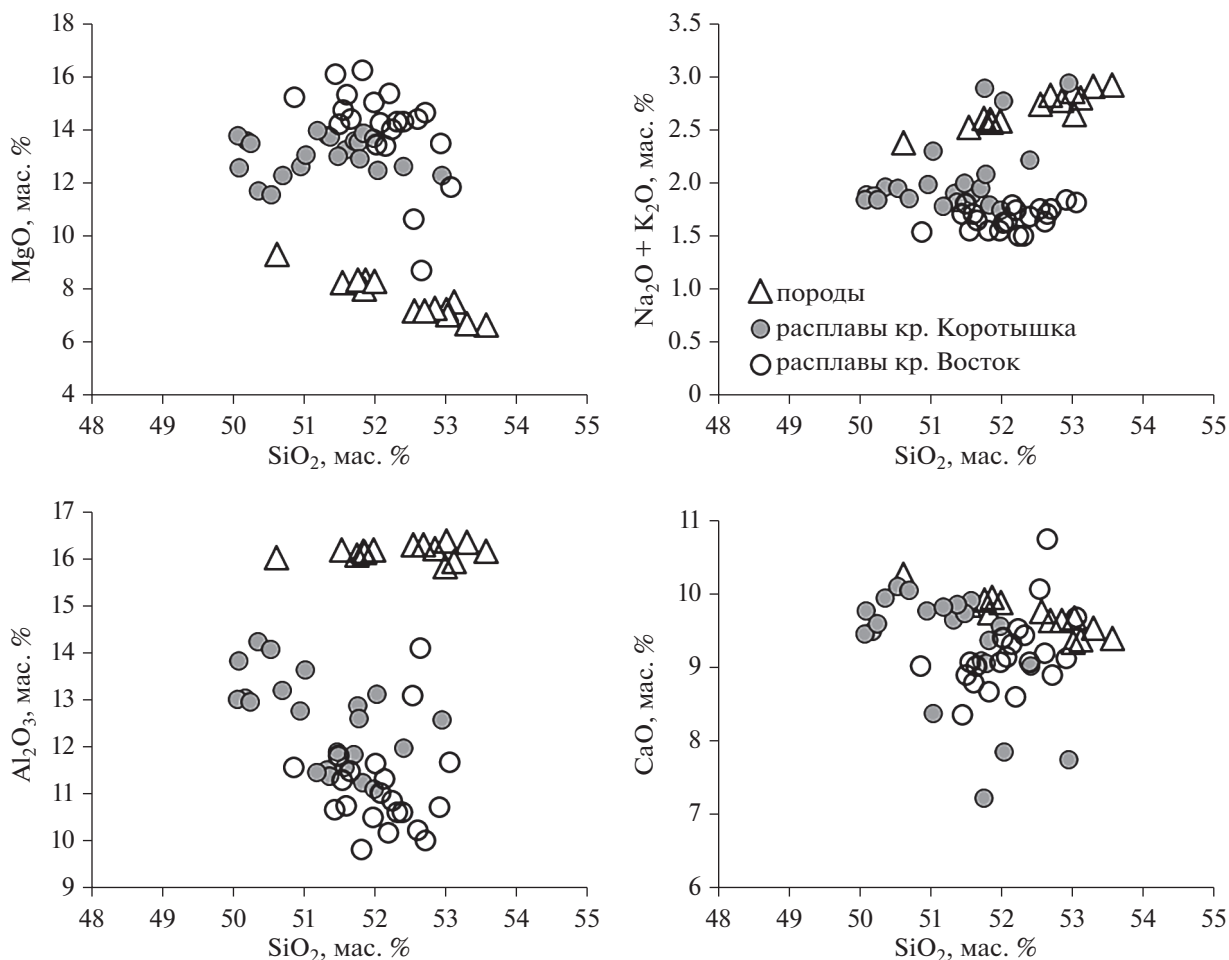 18
16
14
12
10
8
6
4
MgO, мас. %
48 49 50 51 52 53 54 55
SiO₂, мас. %
3.5
3.0
2.5
2.0
1.5
1.0
0.5
0
Na₂O + K₂O, мас. %
породы
расплавы кр. Коротышка
расплавы кр. Восток
48 49 50 51 52 53 54 55
SiO₂, мас. %
17
16
15
14
13
12
11
10
9
Al₂O₃, мас. %
48 49 50 51 52 53 54 55
SiO₂, мас. %
11
10
9
8
7
6
CaO, мас. %
48 49 50 51 52 53 54 55
SiO₂, мас. %